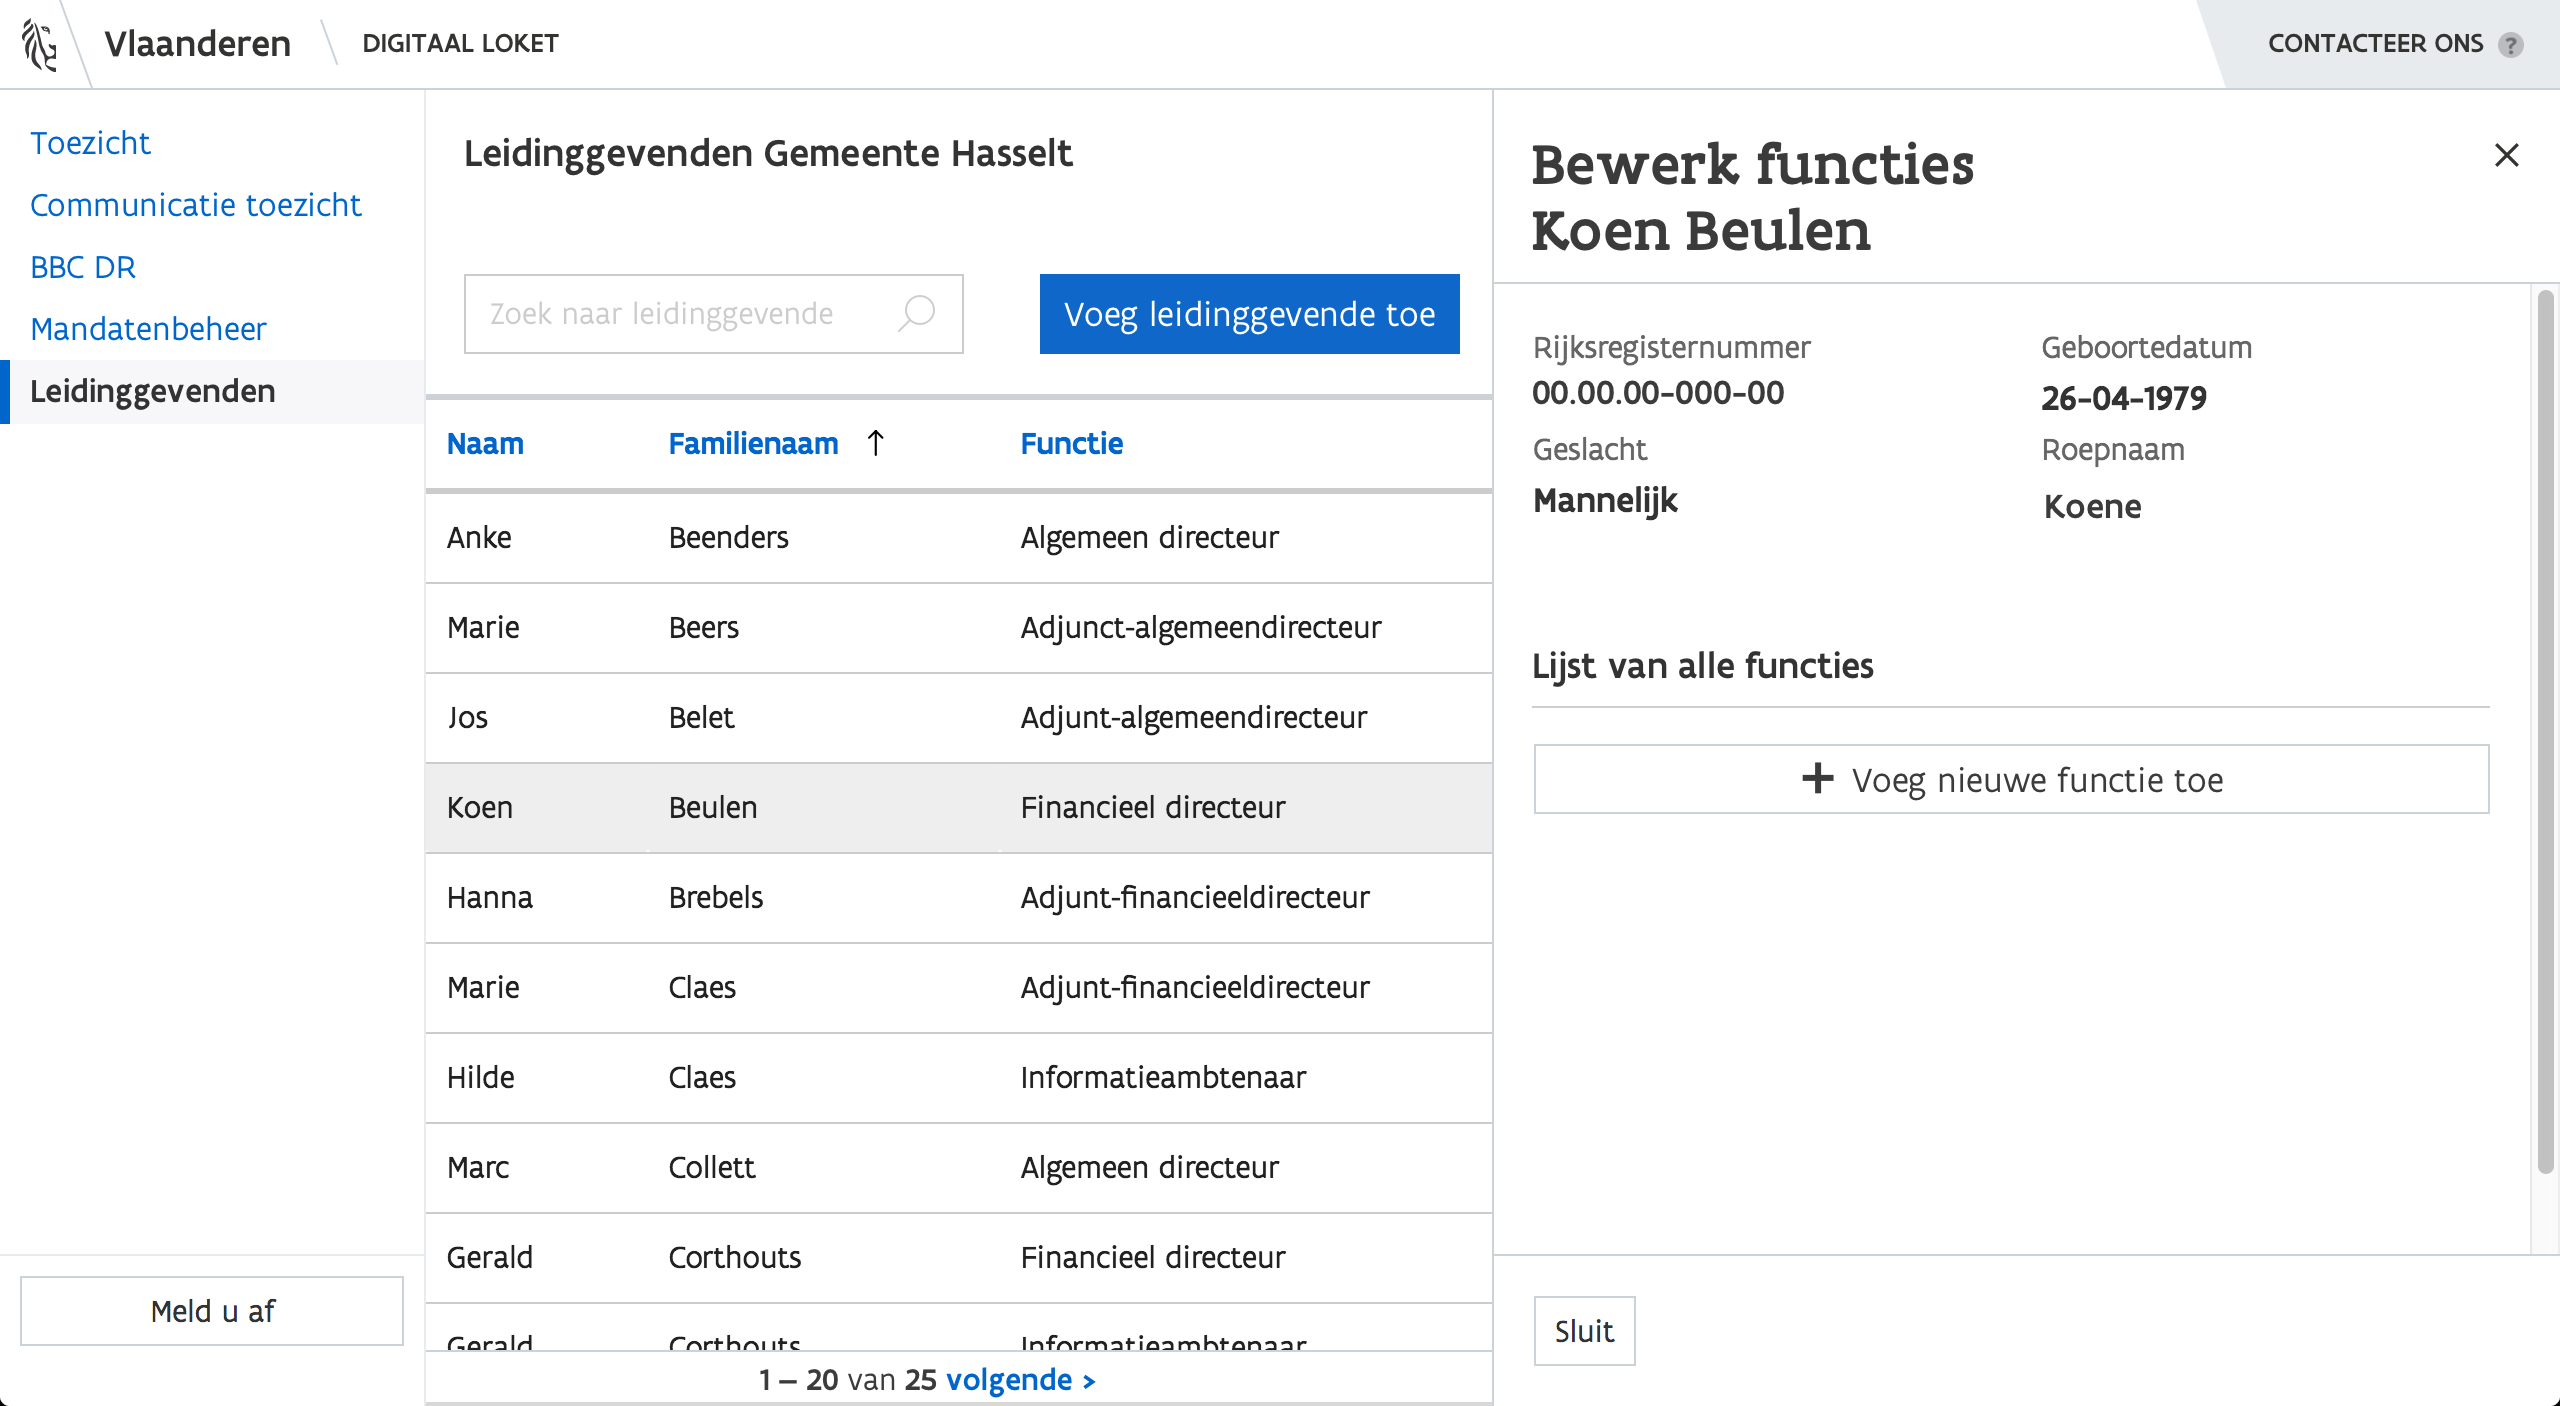 Vlaanderen
DIGITAAL LOKET
CONTACTEER ONS ?
Toezicht
Communicatie toezicht
BBC DR
Mandatenbeheer
Leidinggevenden
Meld u af
Leidinggevenden Gemeente Hasselt
Zoek naar leidinggevende
Voeg leidinggevende toe
Naam Familienaam ↑ Functie
Anke Beenders Algemeen directeur
Marie Beers Adjunct-algemeendirecteur
Jos Belet Adjunt-algemeendirecteur
Koen Beulen Financieel directeur
Hanna Brebels Adjunt-financieeldirecteur
Marie Claes Adjunt-financieeldirecteur
Hilde Claes Informatieambtenaar
Marc Collett Algemeen directeur
Gerald Corthouts Financieel directeur
Gerald Corthouts Informatieambtenaar
1 – 20 van 25 volgende >
Bewerk functies
Koen Beulen
Rijksregisternummer
00.00.00-000-00
Geboortedatum
26-04-1979
Geslacht
Mannelijk
Roepnaam
Koene
Lijst van alle functies
+ Voeg nieuwe functie toe
Sluit